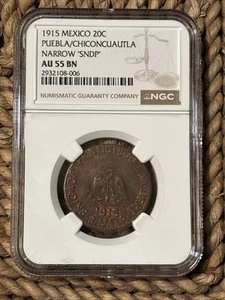 1915 MEXICO 20C
PUEBLA/CHICONCUAUTLA
NARROW "SNDP"
AU 55 BN
2932108-006
NUMISMATIC GUARANTY COMPANY
NGC
1915